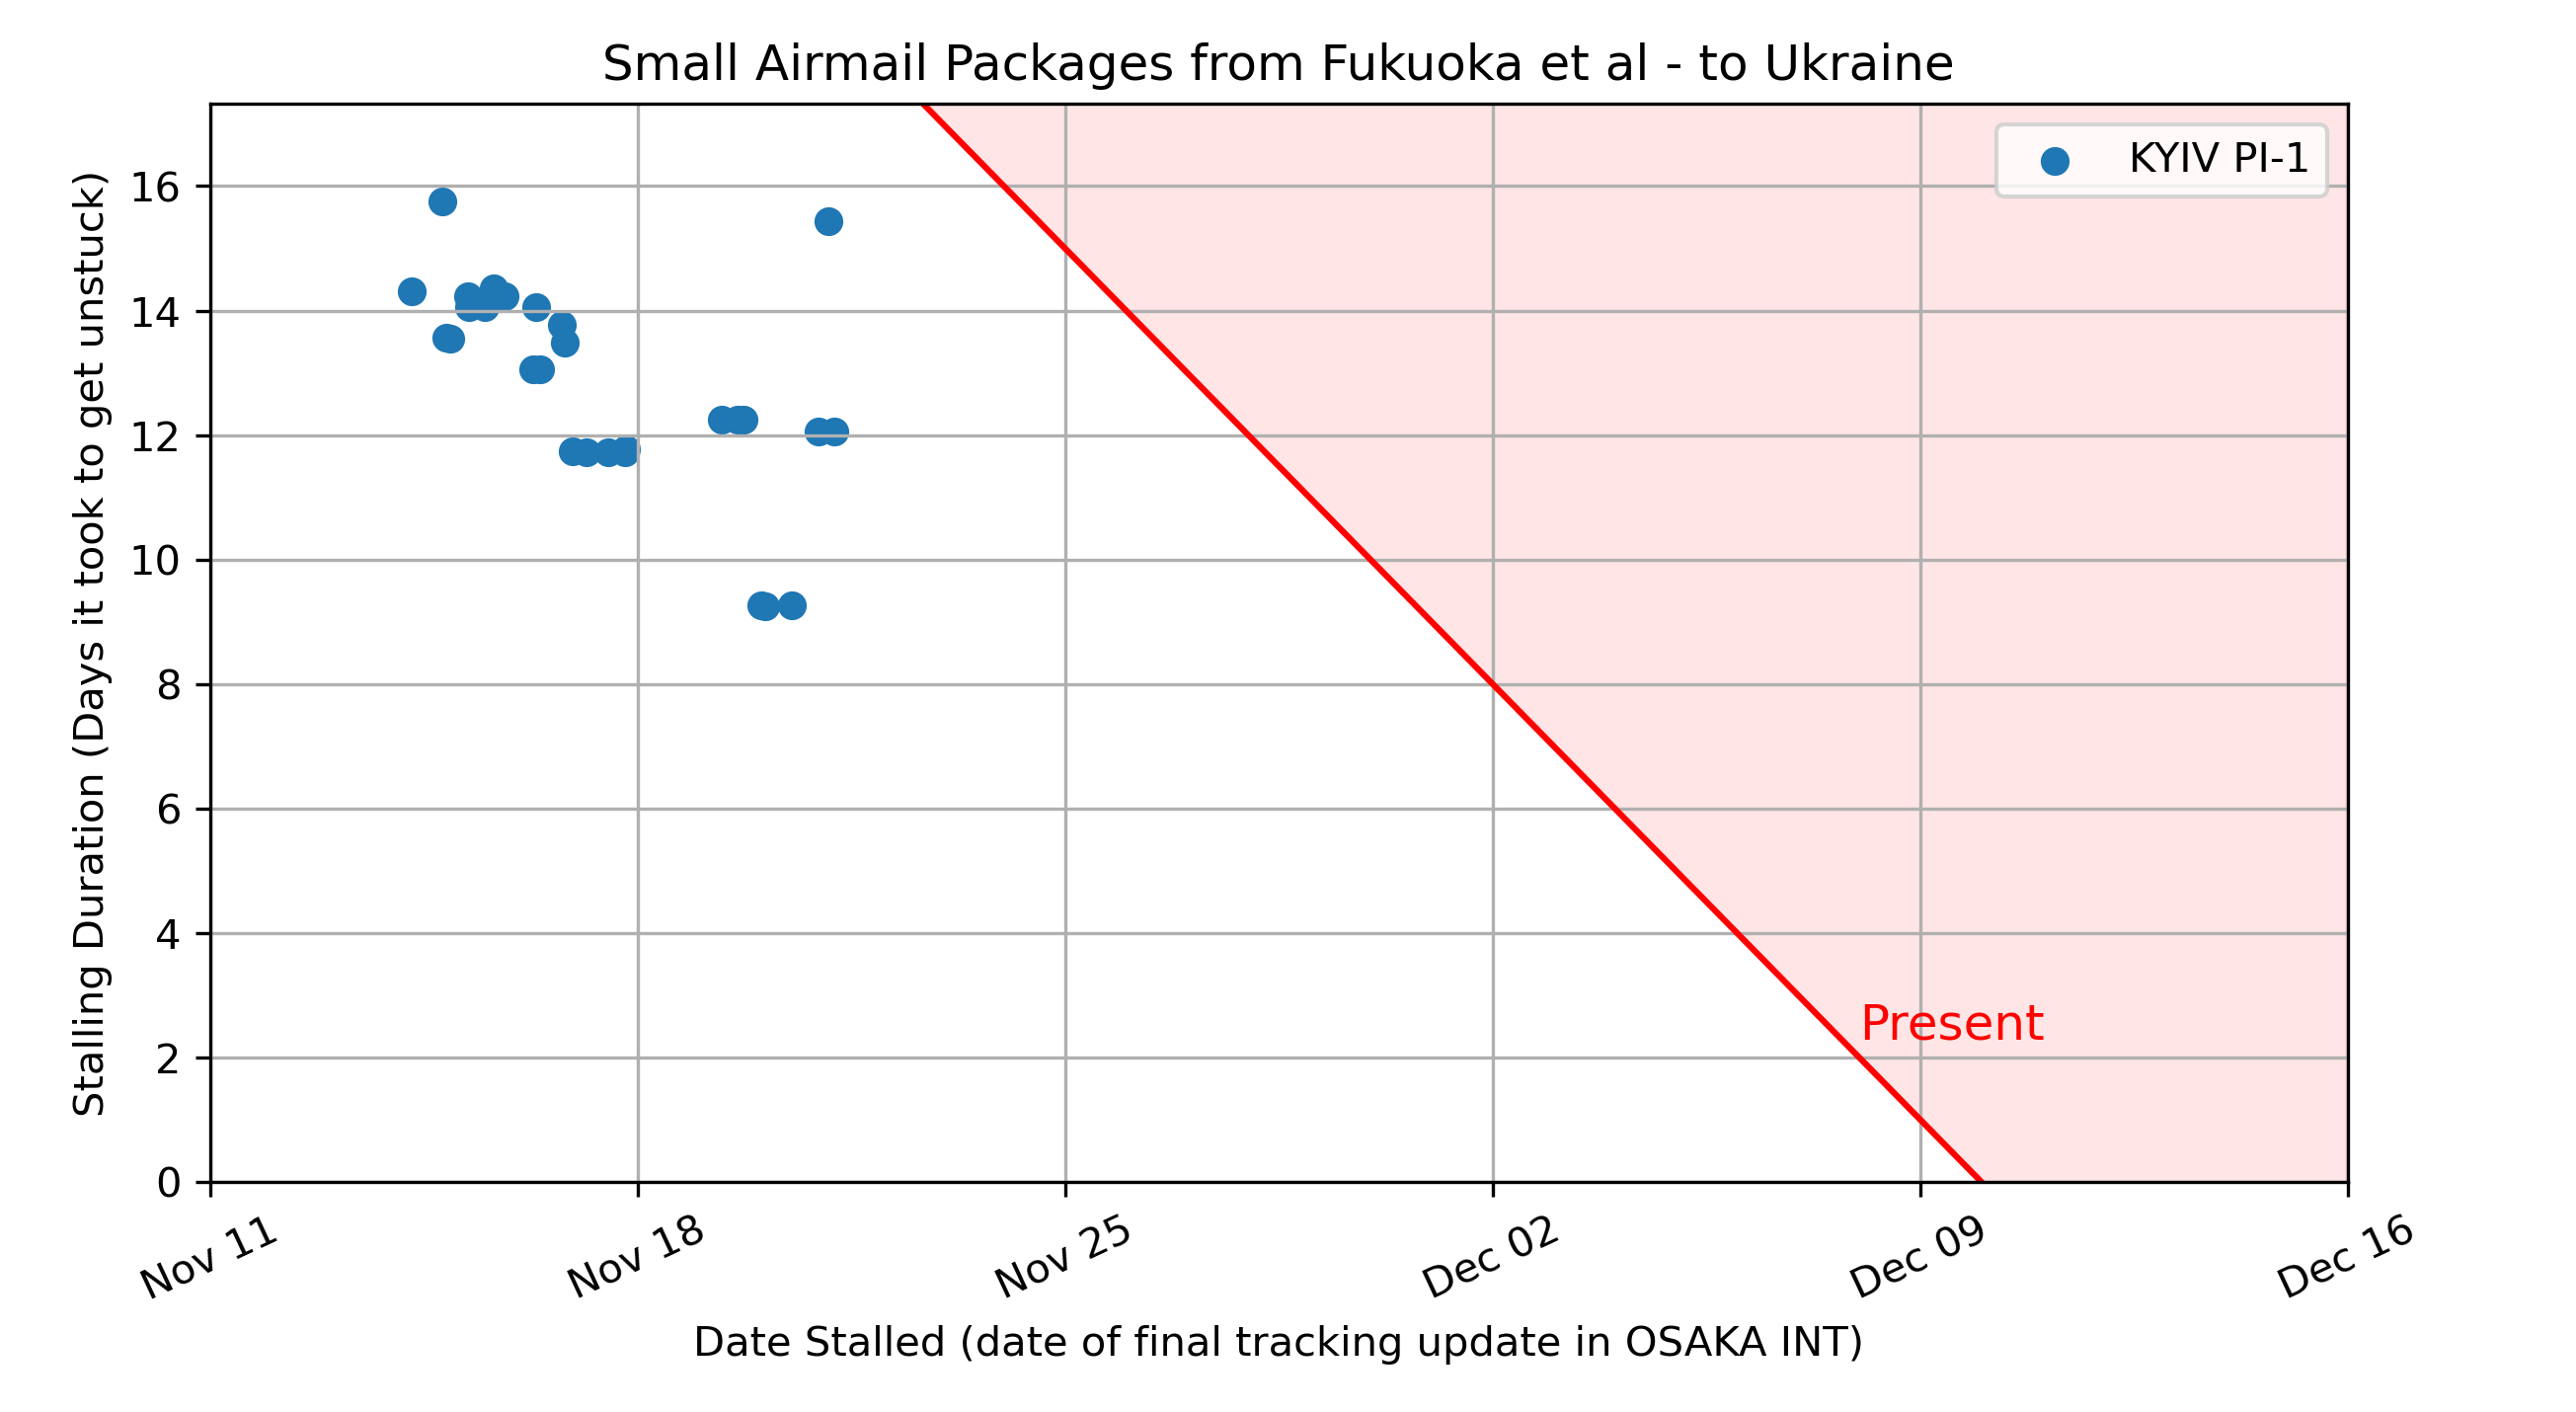 Small Airmail Packages from Fukuoka et al - to Ukraine
KYIV PI-1
Stalling Duration (Days it took to get unstuck)
16
14
12
10
8
6
4
2
0
Present
Nov 11
Nov 18
Nov 25
Dec 02
Dec 09
Dec 16
Date Stalled (date of final tracking update in OSAKA INT)